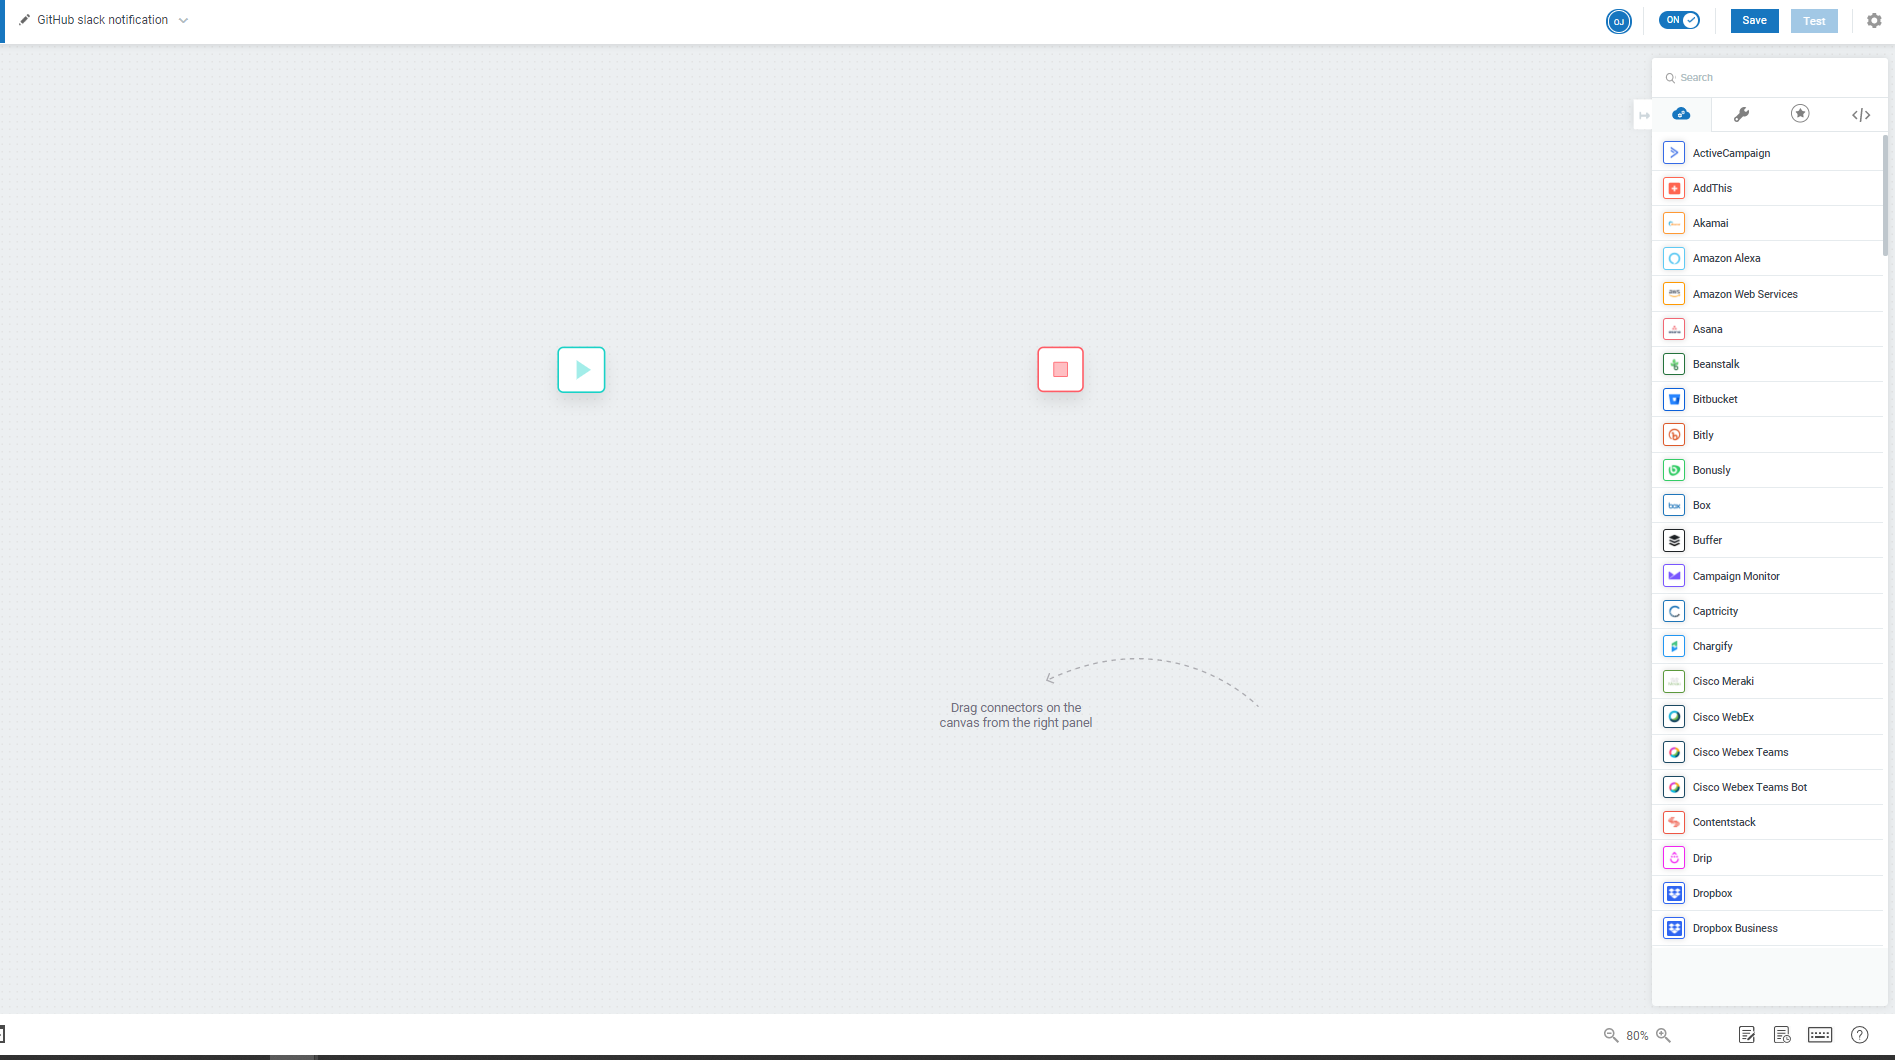 GitHub slack notification
OJ
ON
Save
Test
Search
ActiveCampaign
AddThis
Akamai
Amazon Alexa
aws
Amazon Web Services
Asana
Beanstalk
Bitbucket
Bitly
Bonusly
box
Box
Buffer
Campaign Monitor
Captricity
Chargify
Cisco Meraki
Cisco WebEx
Drag connectors on the
canvas from the right panel
Cisco Webex Teams
Cisco Webex Teams Bot
Contentstack
Drip
Dropbox
Dropbox Business
80%